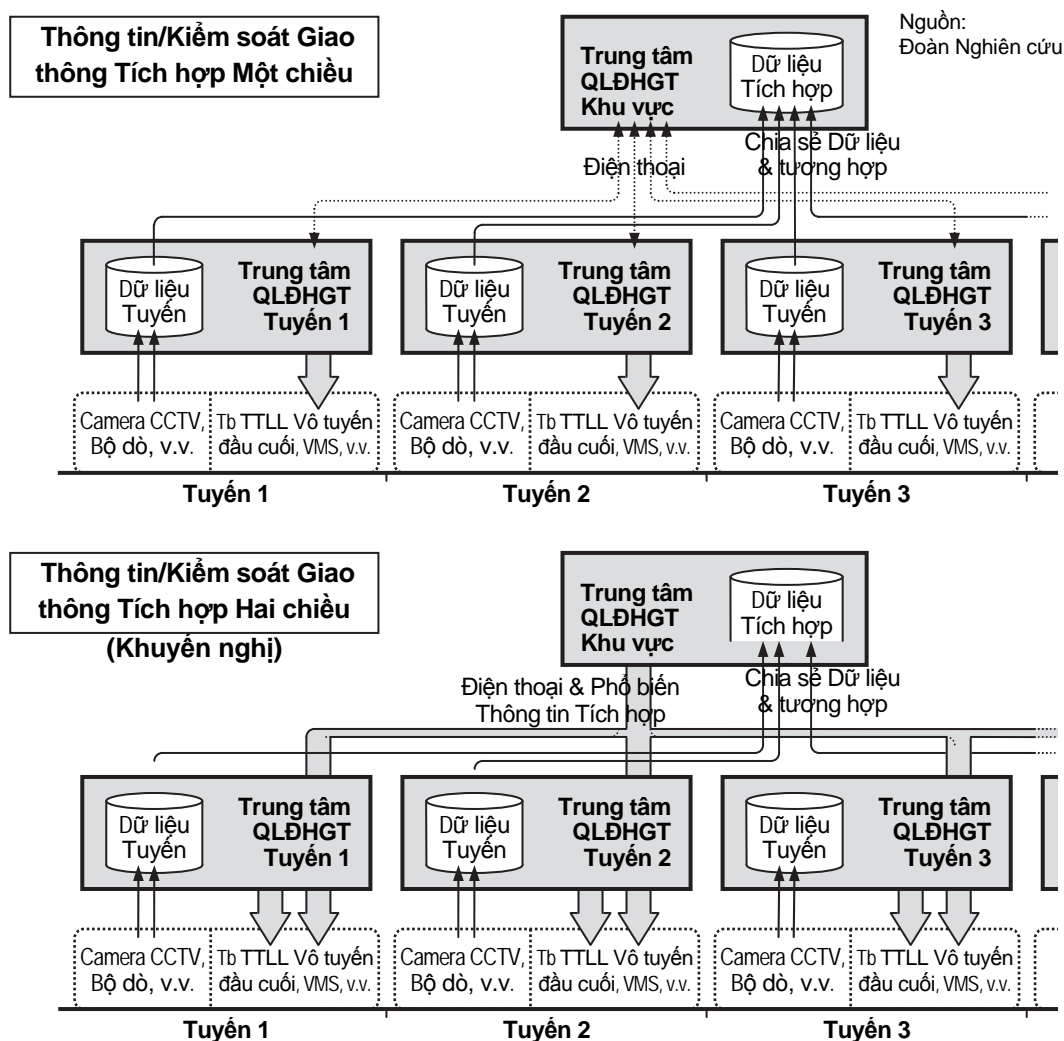 Thông tin/Kiểm soát Giao
thông Tích hợp Một chiều
Trung tâm
QLĐHGT
Khu vực
Dữ liệu
Tích hợp
Nguồn:
Đoàn Nghiên cứu
Điện thoại
Chia sẻ Dữ liệu
& tương hợp
Dữ liệu
Tuyến
Trung tâm
QLĐHGT
Tuyến 1
Dữ liệu
Tuyến
Trung tâm
QLĐHGT
Tuyến 2
Dữ liệu
Tuyến
Trung tâm
QLĐHGT
Tuyến 3
Camera CCTV,
Bộ dò, v.v.
Tb TTLL Vô tuyến
đầu cuối, VMS, v.v.
Camera CCTV,
Bộ dò, v.v.
Tb TTLL Vô tuyến
đầu cuối, VMS, v.v.
Camera CCTV,
Bộ dò, v.v.
Tb TTLL Vô tuyến
đầu cuối, VMS, v.v.
Tuyến 1
Tuyến 2
Tuyến 3
Thông tin/Kiểm soát Giao
thông Tích hợp Hai chiều
(Khuyến nghị)
Trung tâm
QLĐHGT
Khu vực
Dữ liệu
Tích hợp
Điện thoại & Phổ biến
Thông tin Tích hợp
Chia sẻ Dữ liệu
& tương hợp
Dữ liệu
Tuyến
Trung tâm
QLĐHGT
Tuyến 1
Dữ liệu
Tuyến
Trung tâm
QLĐHGT
Tuyến 2
Dữ liệu
Tuyến
Trung tâm
QLĐHGT
Tuyến 3
Camera CCTV,
Bộ dò, v.v.
Tb TTLL Vô tuyến
đầu cuối, VMS, v.v.
Camera CCTV,
Bộ dò, v.v.
Tb TTLL Vô tuyến
đầu cuối, VMS, v.v.
Camera CCTV,
Bộ dò, v.v.
Tb TTLL Vô tuyến
đầu cuối, VMS, v.v.
Tuyến 1
Tuyến 2
Tuyến 3